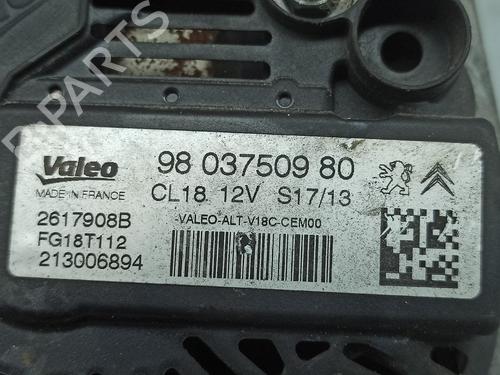 B-PARTS
Valeo
MADE IN FRANCE
98 037509 80
CL18 12V S17/13
VALEO-ALT-V18C-CEM00
2617908B
FG18T112
213006894